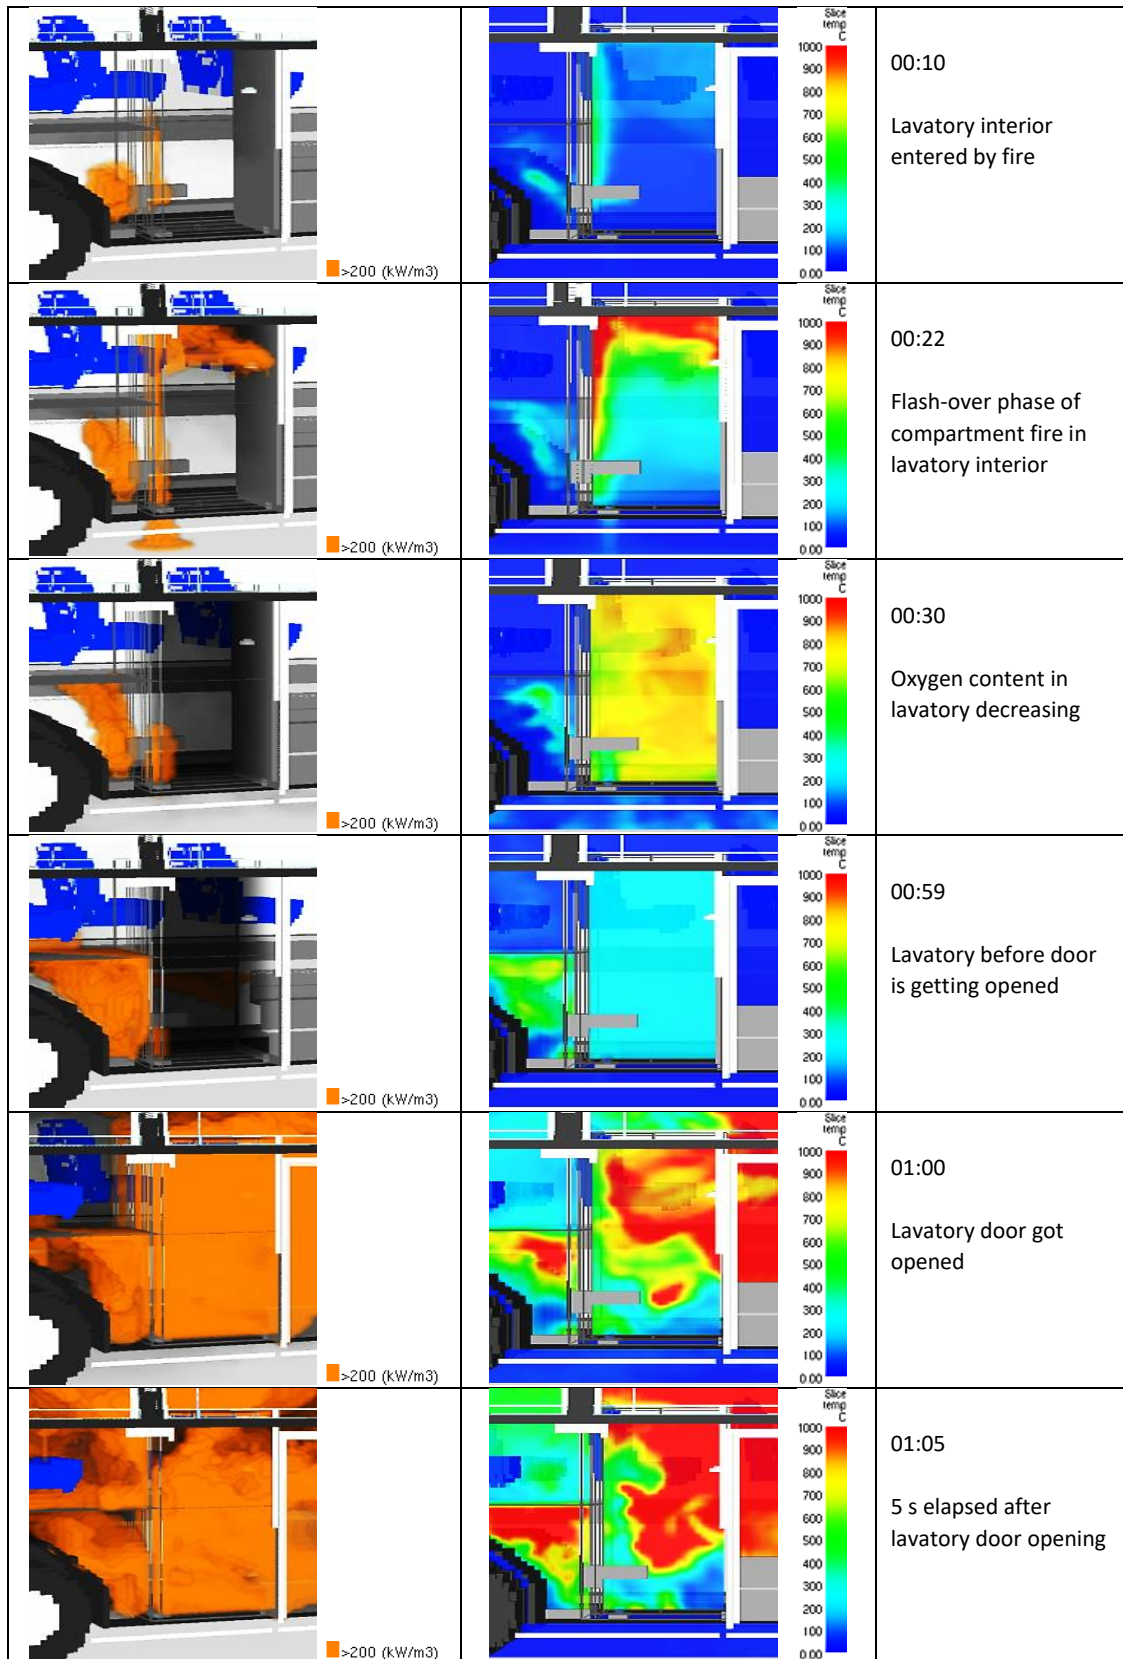 >200 (kW/m3)
Slice
temp
C
1000
900
800
700
600
500
400
300
200
100
0.00
00:10
Lavatory interior
entered by fire
>200 (kW/m3)
Slice
temp
C
1000
900
800
700
600
500
400
300
200
100
0.00
00:22
Flash-over phase of
compartment fire in
lavatory interior
>200 (kW/m3)
Slice
temp
C
1000
900
800
700
600
500
400
300
200
100
0.00
00:30
Oxygen content in
lavatory decreasing
>200 (kW/m3)
Slice
temp
C
1000
900
800
700
600
500
400
300
200
100
0.00
00:59
Lavatory before door
is getting opened
>200 (kW/m3)
Slice
temp
C
1000
900
800
700
600
500
400
300
200
100
0.00
01:00
Lavatory door got
opened
>200 (kW/m3)
Slice
temp
C
1000
900
800
700
600
500
400
300
200
100
0.00
01:05
5 s elapsed after
lavatory door opening